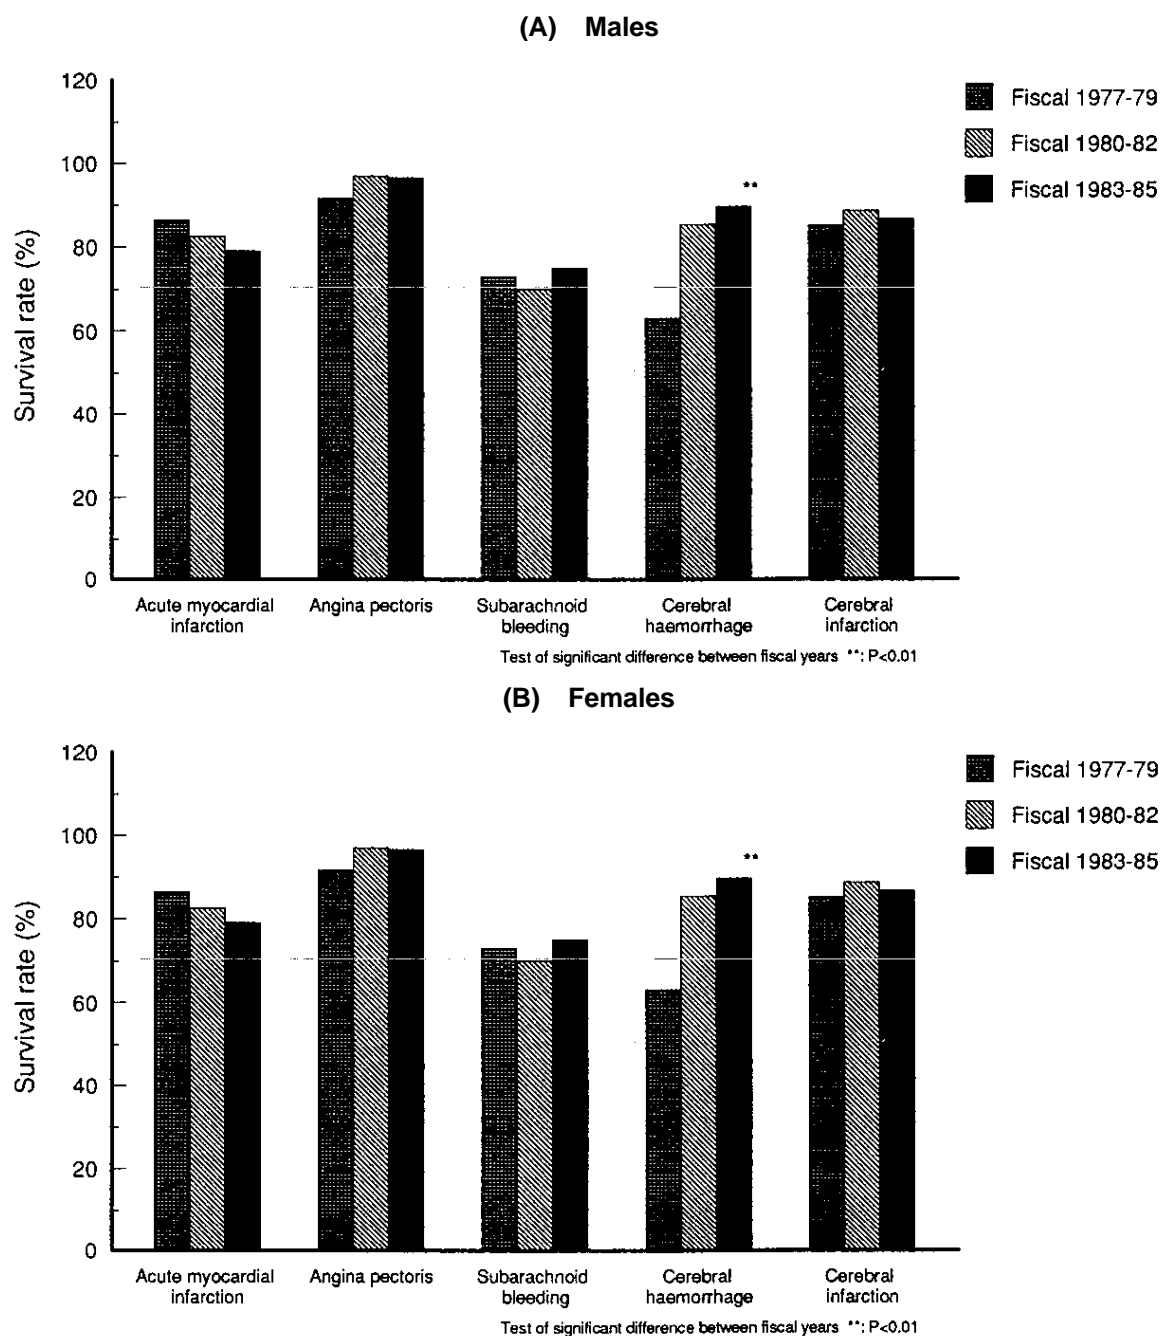 (A) Males
120
100
80
60
40
20
0
Survival rate (%)
Fiscal 1977-79
Fiscal 1980-82
Fiscal 1983-85
**
Acute myocardial
infarction
Angina pectoris
Subarachnoid
bleeding
Cerebral
haemorrhage
Cerebral
infarction
Test of significant difference between fiscal years **: P<0.01
(B) Females
120
100
80
60
40
20
0
Survival rate (%)
Fiscal 1977-79
Fiscal 1980-82
Fiscal 1983-85
**
Acute myocardial
infarction
Angina pectoris
Subarachnoid
bleeding
Cerebral
haemorrhage
Cerebral
infarction
Test of significant difference between fiscal years **: P<0.01